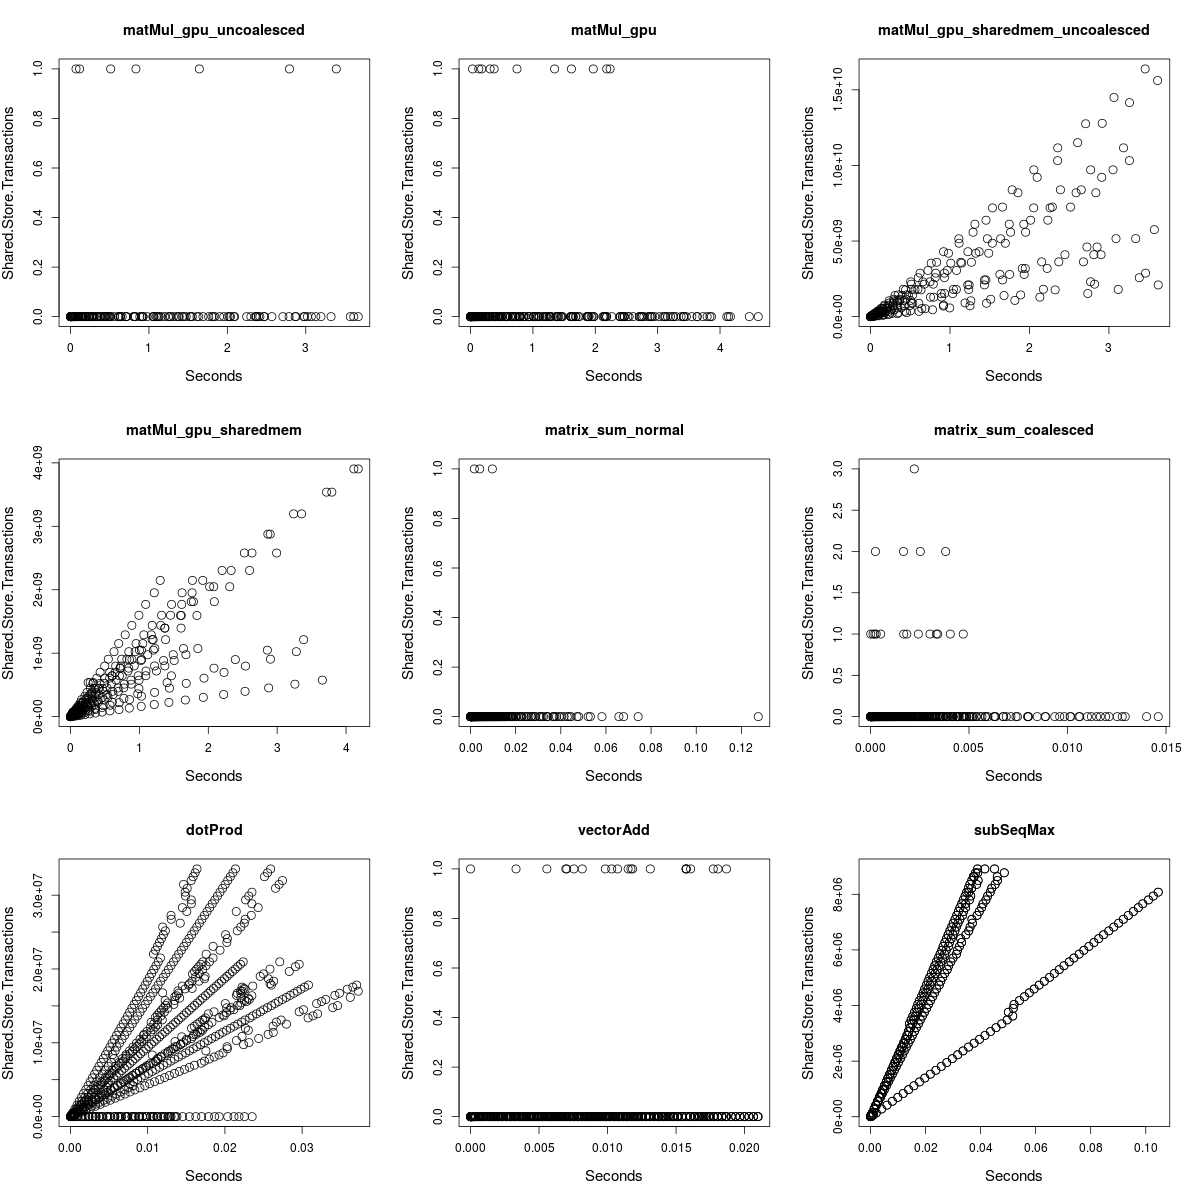 matMul_gpu_uncoalesced
Shared.Store.Transactions
0.0 0.2 0.4 0.6 0.8 1.0
0 1 2 3
Seconds
matMul_gpu
Shared.Store.Transactions
0.0 0.2 0.4 0.6 0.8 1.0
0 1 2 3 4
Seconds
matMul_gpu_sharedmem_uncoalesced
Shared.Store.Transactions
0.0e+00 5.0e+09 1.0e+10 1.5e+10
0 1 2 3
Seconds
matMul_gpu_sharedmem
Shared.Store.Transactions
0e+00 1e+09 2e+09 3e+09 4e+09
0 1 2 3 4
Seconds
matrix_sum_normal
Shared.Store.Transactions
0.0 0.2 0.4 0.6 0.8 1.0
0.00 0.02 0.04 0.06 0.08 0.10 0.12
Seconds
matrix_sum_coalesced
Shared.Store.Transactions
0.0 0.5 1.0 1.5 2.0 2.5 3.0
0.000 0.005 0.010 0.015
Seconds
dotProd
Shared.Store.Transactions
0.0e+00 1.0e+07 2.0e+07 3.0e+07
0.00 0.01 0.02 0.03
Seconds
vectorAdd
Shared.Store.Transactions
0.0 0.2 0.4 0.6 0.8 1.0
0.000 0.005 0.010 0.015 0.020
Seconds
subSeqMax
Shared.Store.Transactions
0e+00 2e+06 4e+06 6e+06 8e+06
0.00 0.02 0.04 0.06 0.08 0.10
Seconds